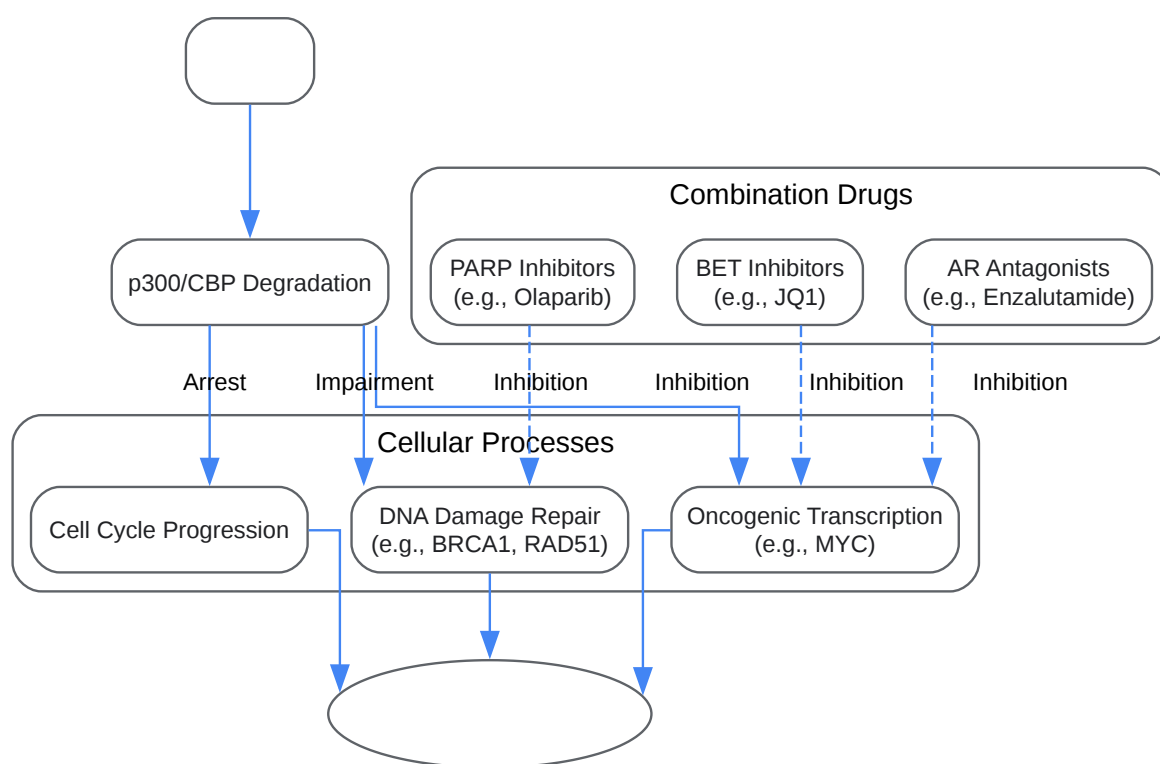 Combination Drugs
p300/CBP Degradation
PARP Inhibitors
(e.g., Olaparib)
BET Inhibitors
(e.g., JQ1)
AR Antagonists
(e.g., Enzalutamide)
Arrest
Impairment
Inhibition
Inhibition
Inhibition
Inhibition
Cellular Processes
Cell Cycle Progression
DNA Damage Repair
(e.g., BRCA1, RAD51)
Oncogenic Transcription
(e.g., MYC)